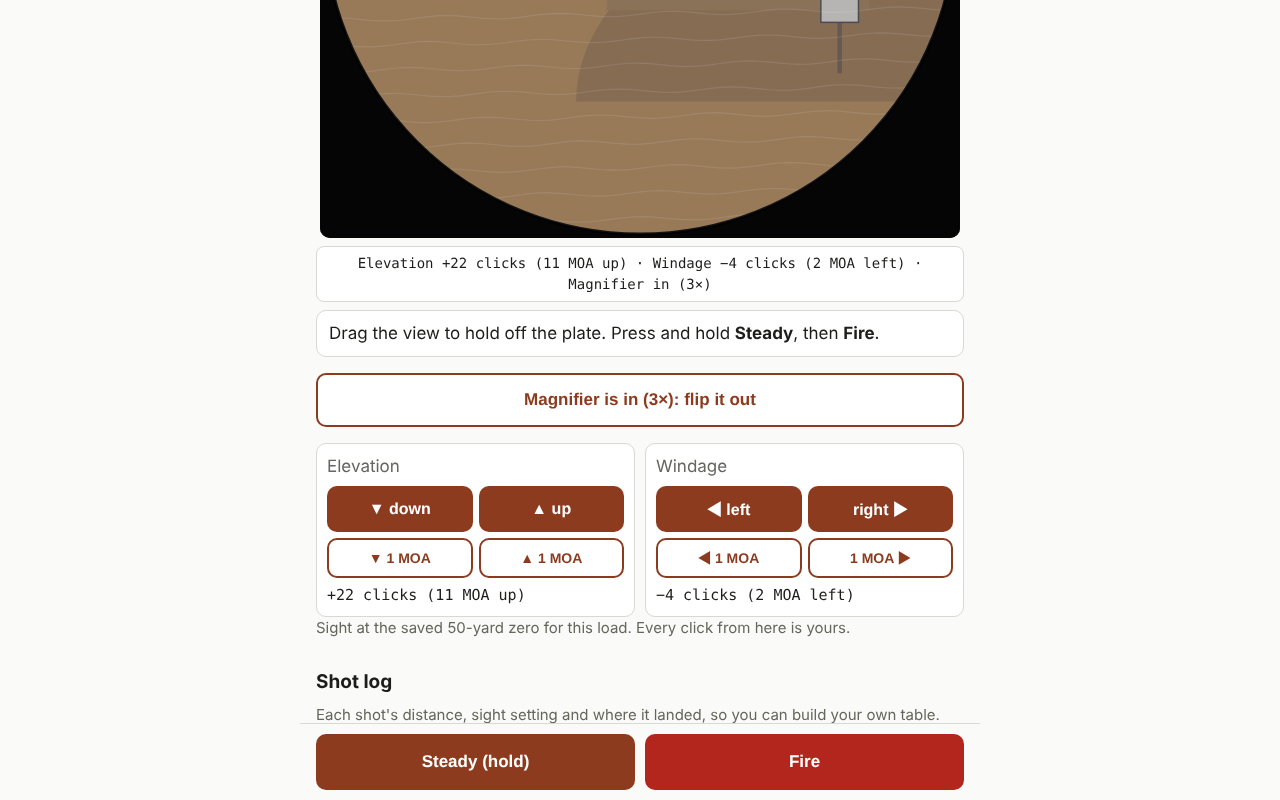 Elevation +22 clicks (11 MOA up) · Windage −4 clicks (2 MOA left) ·
Magnifier in (3×)
Drag the view to hold off the plate. Press and hold Steady, then Fire.
Magnifier is in (3×): flip it out
Elevation
▼ down
▲ up
▼ 1 MOA
▲ 1 MOA
+22 clicks (11 MOA up)
Windage
◀ left
right ▶
◀ 1 MOA
1 MOA ▶
−4 clicks (2 MOA left)
Sight at the saved 50-yard zero for this load. Every click from here is yours.
Shot log
Each shot's distance, sight setting and where it landed, so you can build your own table.
Steady (hold)
Fire